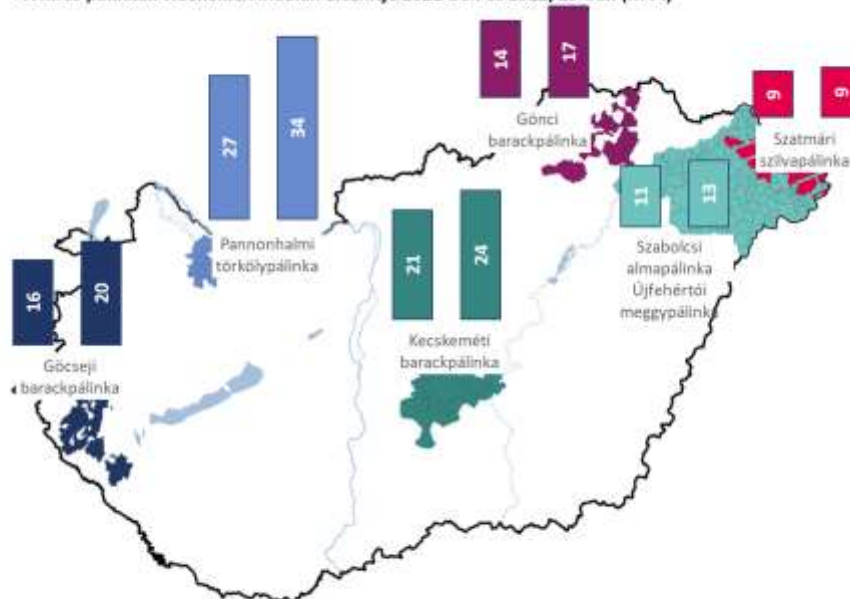 14
17
Gönci
barackpálinka
9
9
Szatmári
szilvapálinka
27
34
Pannonhalmi
törkölypálinka
11
13
Szabolcsi
almapálinka
Újfehértói
meggypálinka
21
24
Kecskeméti
barackpálinka
16
20
Göcseji
barackpálinka